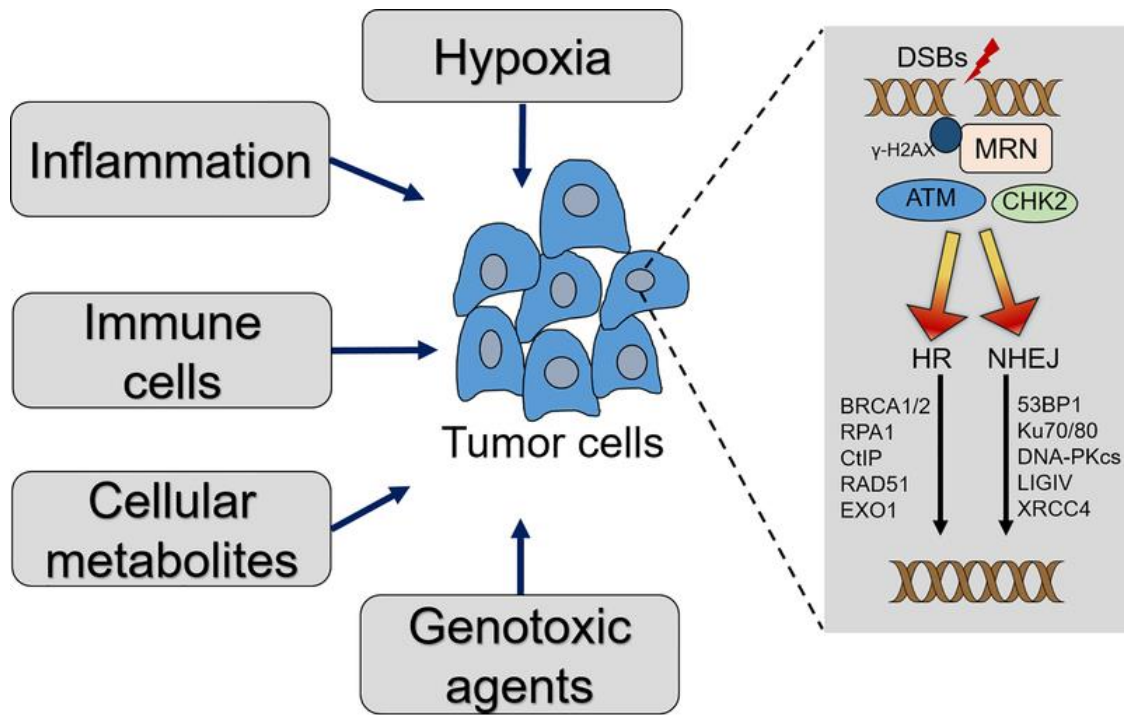 Hypoxia
Inflammation
Immune
cells
Cellular
metabolites
Genotoxic
agents
Tumor cells
DSBs
γ-H2AX
MRN
ATM
CHK2
HR
NHEJ
BRCA1/2
RPA1
CtIP
RAD51
EXO1
53BP1
Ku70/80
DNA-PKcs
LIGIV
XRCC4